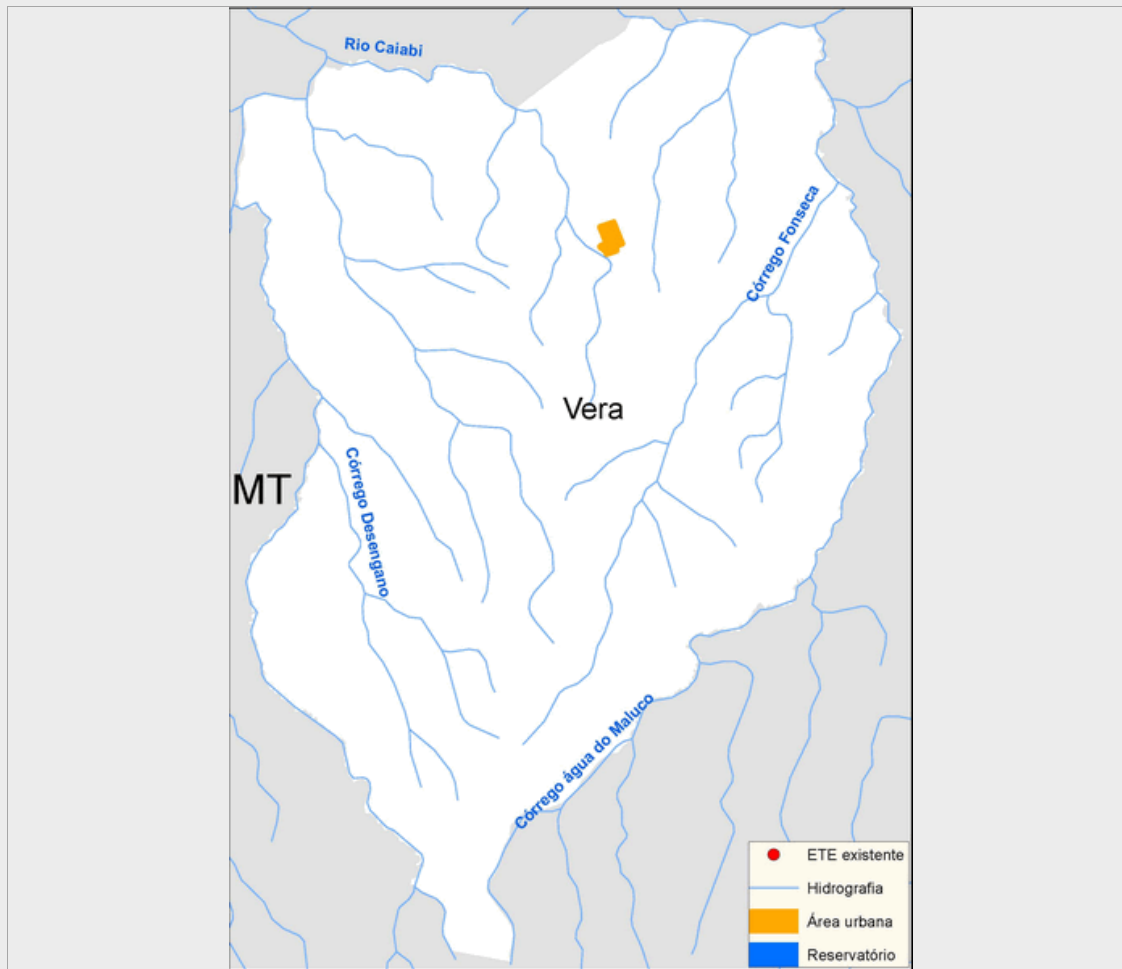 Rio Caiabi
Córrego Fonseca
Vera
MT
Córrego Desengano
Córrego água do Maluco
ETE existente
Hidrografia
Área urbana
Reservatório